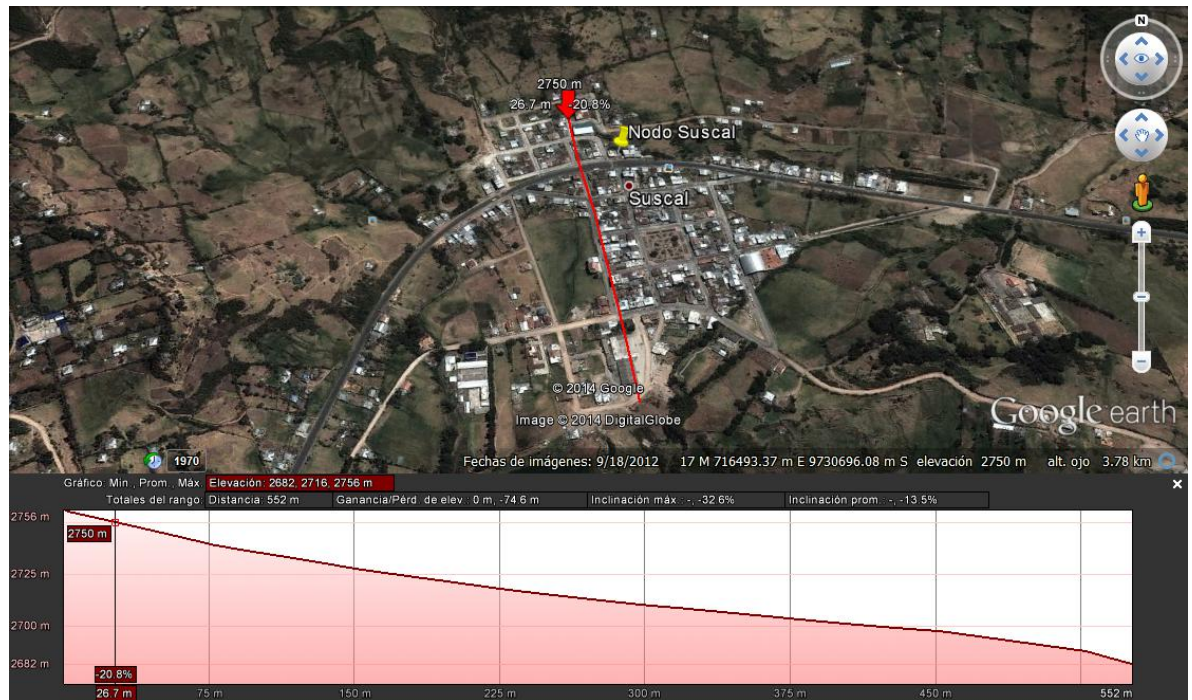 N
2750 m
26.7 m -20.8%
Nodo Suscal
Suscal
© 2014 Google
Image © 2014 DigitalGlobe
Google earth
1970
Fechas de imágenes: 9/18/2012 17 M 716493.37 m E 9730696.08 m S elevación 2750 m alt. ojo 3.78 km
Gráfico: Mín., Prom., Máx. Elevación: 2682, 2716, 2756 m
Totales del rango: Distancia: 552 m Ganancia/Pérd. de elev.: 0 m, -74.6 m Inclinación máx.: -, -32.6% Inclinación prom.: -, -13.5%
2756 m
2750 m
2725 m
2700 m
2682 m
-20.8%
26.7 m 75 m 150 m 225 m 300 m 375 m 450 m 552 m